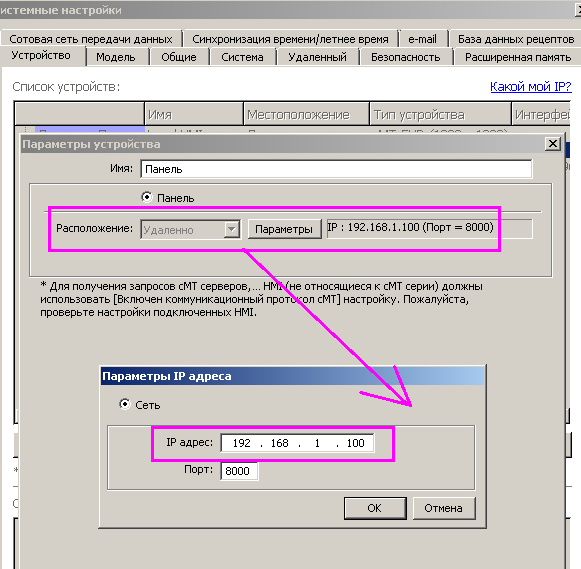 истемные настройки
Сотовая сеть передачи данных Синхронизация времени/летнее время e-mail База данных рецептов
Устройство Модель Общие Система Удаленный Безопасность Расширенная память
Список устройств: Какой мой IP?
Имя Местоположение Тип устройства Интерфей
Параметры устройства
Имя: Панель
Панель
Расположение: Удаленно Параметры IP : 192.168.1.100 (Порт = 8000)
* Для получения запросов cMT серверов,... HMI (не относящиеся к cMT серии) должны
использовать [Включен коммуникационный протокол cMT] настройку. Пожалуйста,
проверьте настройки подключенных HMI.
Параметры IP адреса
Сеть
IP адрес: 192 . 168 . 1 . 100
Порт: 8000
OK Отмена